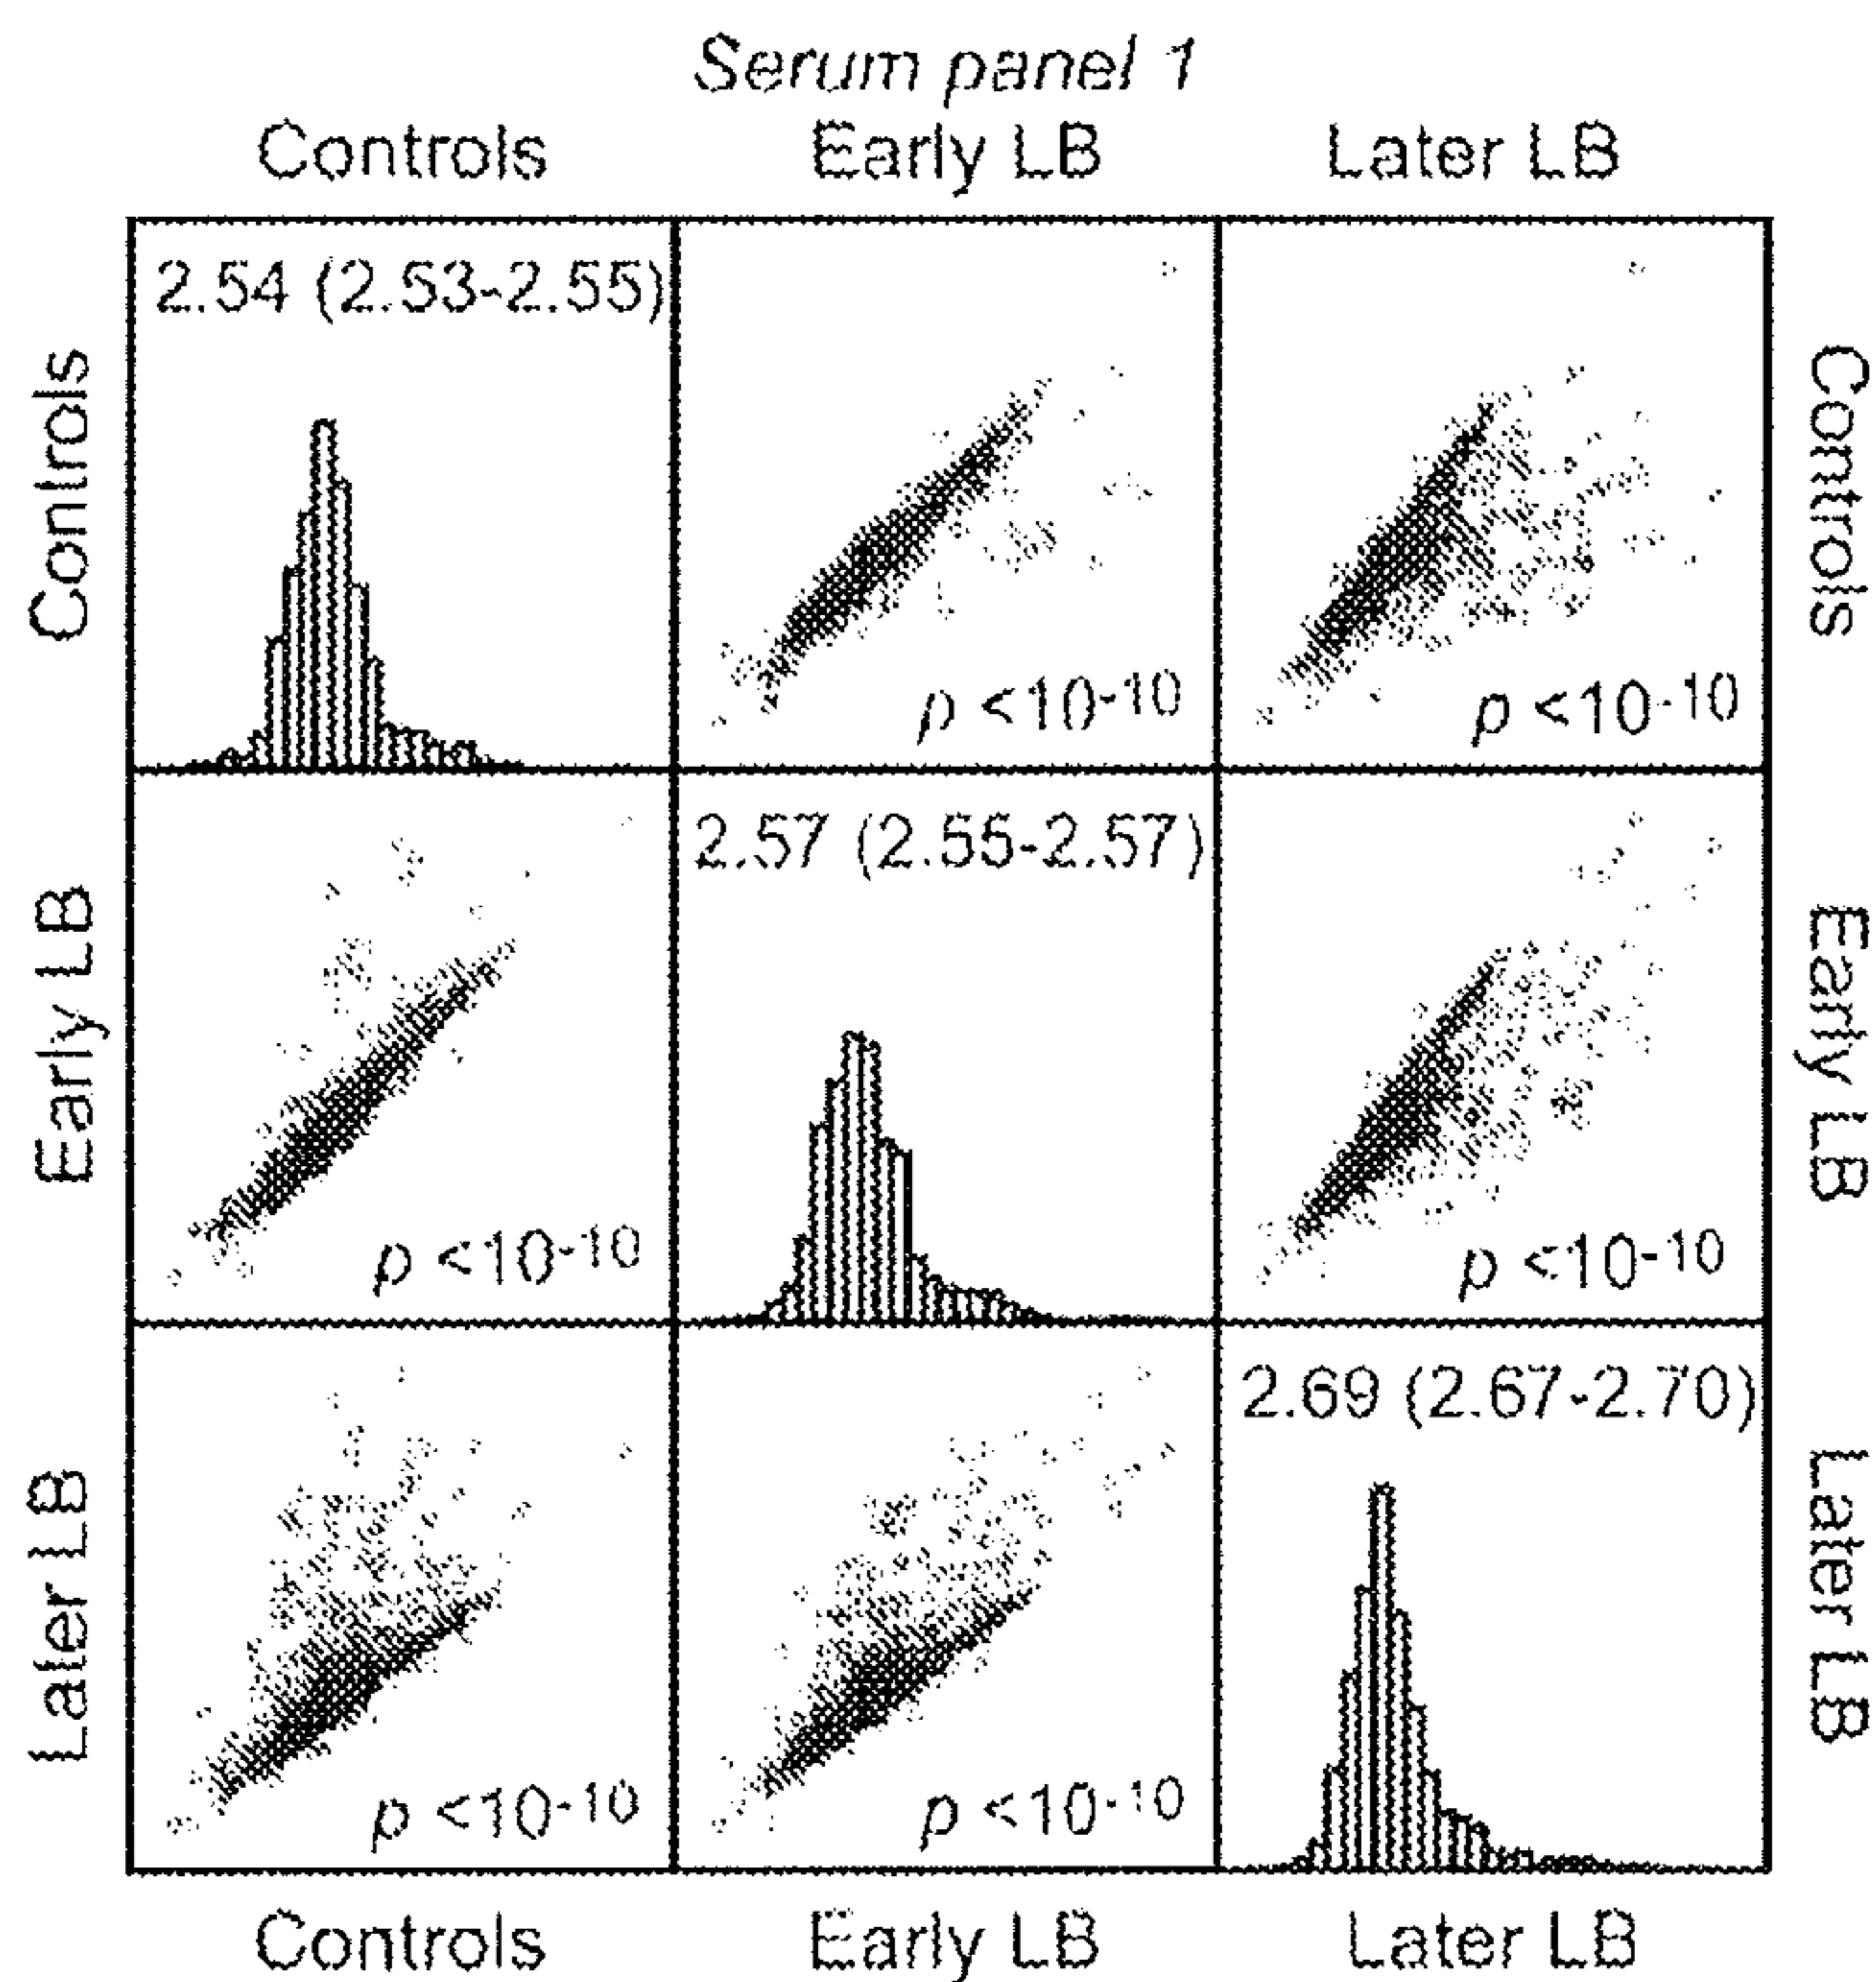 Serum panel 1
Controls Early LB Later LB
Controls
2.54 (2.53-2.55)
p <10-10
p <10-10
Controls
Early LB
p <10-10
2.57 (2.55-2.57)
p <10-10
Early LB
Later LB
p <10-10
p <10-10
2.69 (2.67-2.70)
Later LB
Controls Early LB Later LB